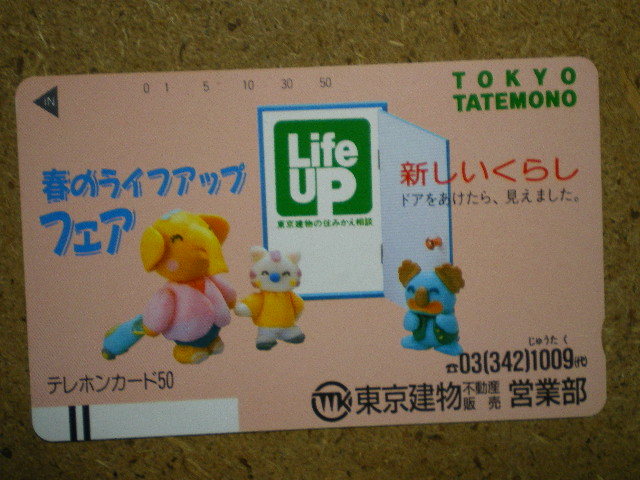 IN
0 1 5 10 30 50
TOKYO
TATEMONO
春のライフアップ
フェア
Life
UP
東京建物の住みかえ相談
新しいくらし
ドアをあけたら、見えました。
テレホンカード50
じゅうたく
☎03(342)1009(代)
東京建物 不動産販売 営業部